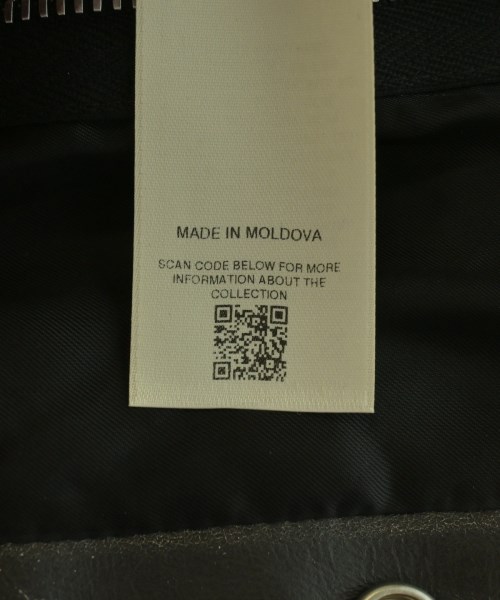 MADE IN MOLDOVA
SCAN CODE BELOW FOR MORE
INFORMATION ABOUT THE
COLLECTION